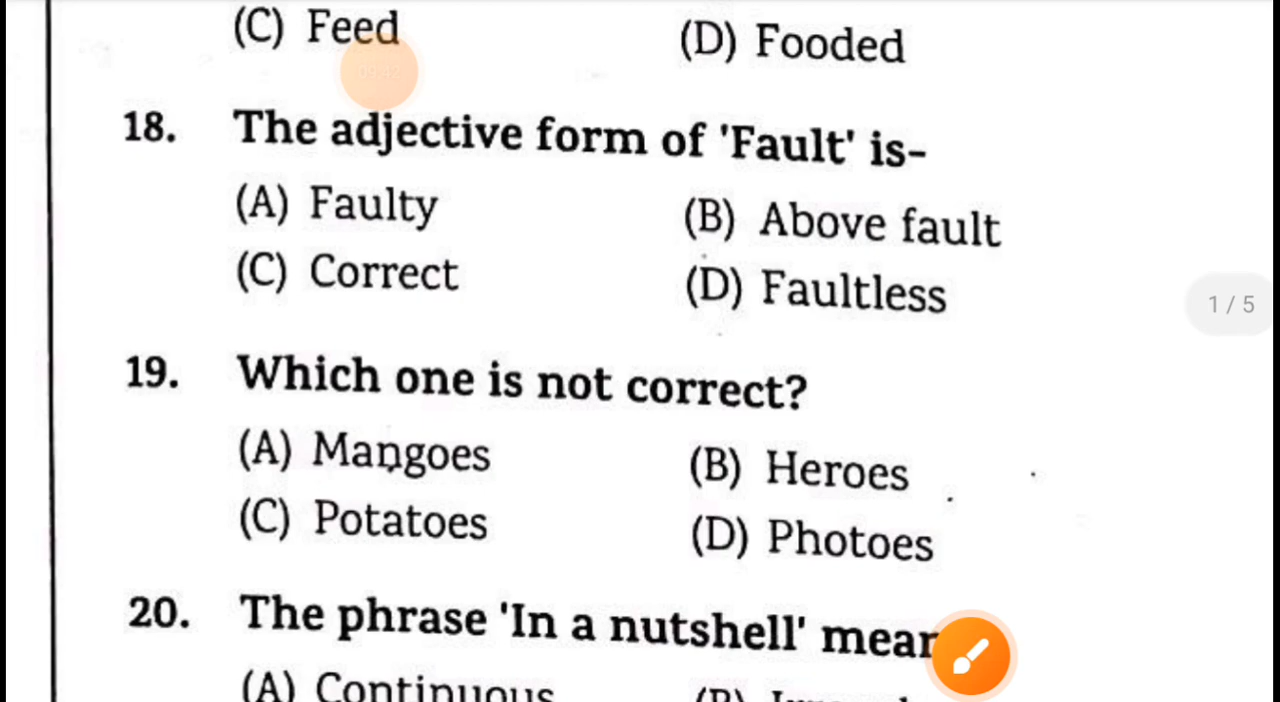 (C) Feed (D) Fooded
18. The adjective form of 'Fault' is-
(A) Faulty (B) Above fault
(C) Correct (D) Faultless
1 / 5
19. Which one is not correct?
(A) Mangoes (B) Heroes
(C) Potatoes (D) Photoes
20. The phrase 'In a nutshell'
(A) Continuous (B)